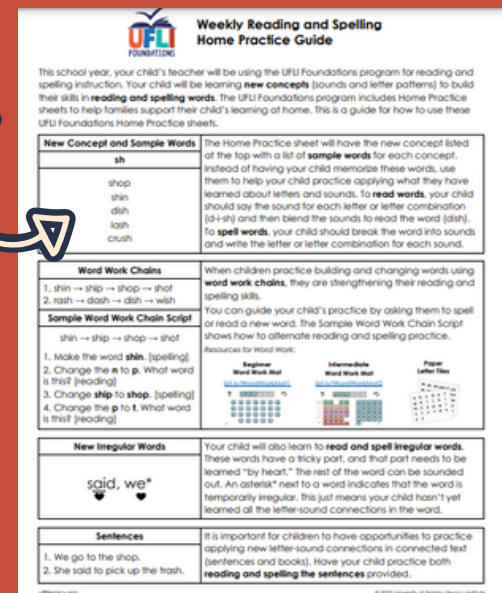 UFLI
FOUNDATIONS
Weekly Reading and Spelling
Home Practice Guide
This school year, your child's teacher will be using the UFLI Foundations program for reading and
spelling instruction. Your child will be learning new concepts (sounds and letter patterns) to build
their skills in reading and spelling words. The UFLI Foundations program includes Home Practice
sheets to help families support their child's learning at home. This is a guide for how to use these
UFLI Foundations Home Practice sheets.
New Concept and Sample Words
sh
shop
shin
dish
lash
crush
The Home Practice sheet will have the new concept listed
at the top with a list of sample words for each concept.
Instead of having your child memorize these words, use
them to help your child practice applying what they have
learned about letters and sounds. To read words, your child
should say the sound for each letter or letter combination
(d-i-sh) and then blend the sounds to read the word (dish).
To spell words, your child should break the word into sounds
and write the letter or letter combination for each sound.
Word Work Chains
1. shin → ship → shop → shot
2. rash → dash → dish → wish
Sample Word Work Chain Script
shin → ship → shop → shot
1. Make the word shin. [spelling]
2. Change the n to p. What word
is this? [reading]
3. Change ship to shop. [spelling]
4. Change the p to t. What word
is this? [reading]
When children practice building and changing words using
word work chains, they are strengthening their reading and
spelling skills.
You can guide your child's practice by asking them to spell
or read a new word. The Sample Word Work Chain Script
shows how to alternate reading and spelling practice.
Resources for Word Work:
Beginner
Word Work Mat
bit.ly/WordWorkMat1
Intermediate
Word Work Mat
bit.ly/WordWorkMat2
Paper
Letter Tiles
New Irregular Words
said, we*
Your child will also learn to read and spell irregular words.
These words have a tricky part, and that part needs to be
learned "by heart." The rest of the word can be sounded
out. An asterisk* next to a word indicates that the word is
temporarily irregular. This just means your child hasn't yet
learned all the letter-sound connections in the word.
Sentences
1. We go to the shop.
2. She said to pick up the trash.
It is important for children to have opportunities to practice
applying new letter-sound connections in connected text
(sentences and books). Have your child practice both
reading and spelling the sentences provided.